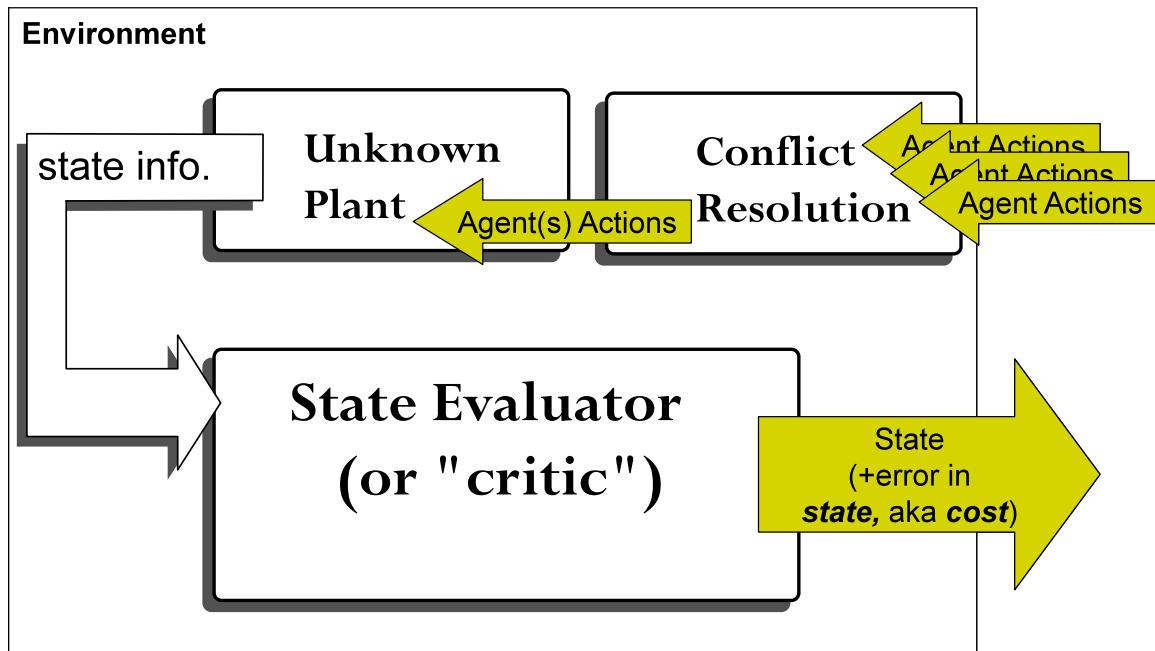 Environment
state info.
Unknown
Plant
Agent(s) Actions
Conflict
Resolution
Agent Actions
Agent Actions
Agent Actions
State Evaluator
(or "critic")
State
(+error in
state, aka cost)